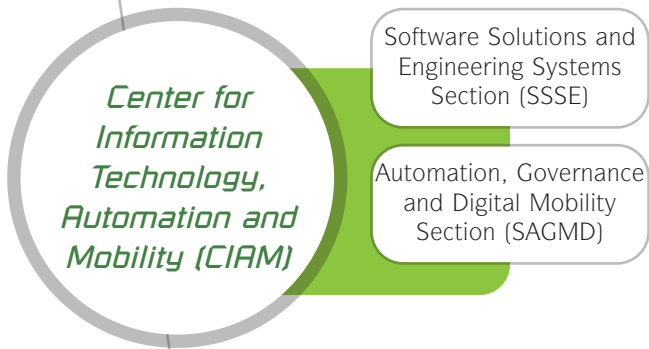 Center for
Information
Technology,
Automation and
Mobility (CIAM)
Software Solutions and
Engineering Systems
Section (SSSE)
Automation, Governance
and Digital Mobility
Section (SAGMD)